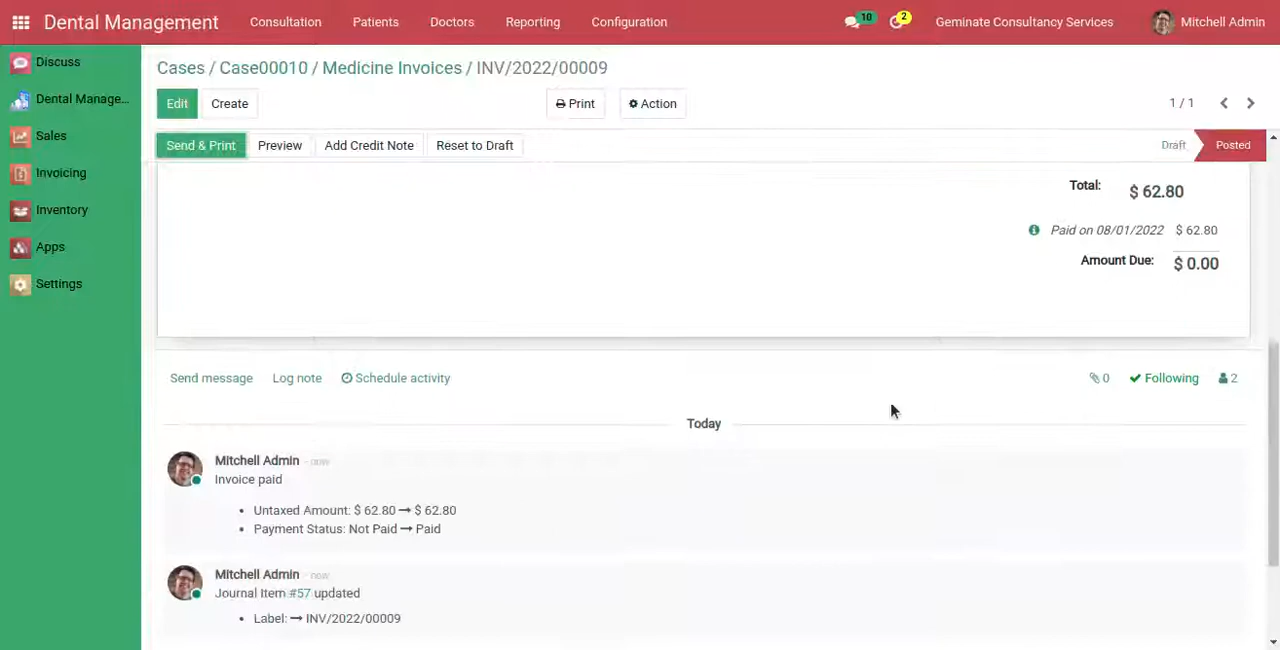 Dental Management Consultation Patients Doctors Reporting Configuration 10 2 Geminate Consultancy Services Mitchell Admin
Discuss
Dental Manage...
Sales
Invoicing
Inventory
Apps
Settings
Cases / Case00010 / Medicine Invoices / INV/2022/00009
Edit Create Print Action 1 / 1
Send & Print Preview Add Credit Note Reset to Draft Draft Posted
Total: $ 62.80
Paid on 08/01/2022 $ 62.80
Amount Due: $ 0.00
Send message Log note Schedule activity 0 Following 2
Today
Mitchell Admin - now
Invoice paid
• Untaxed Amount: $ 62.80 → $ 62.80
• Payment Status: Not Paid → Paid
Mitchell Admin - now
Journal Item #57 updated
• Label: → INV/2022/00009